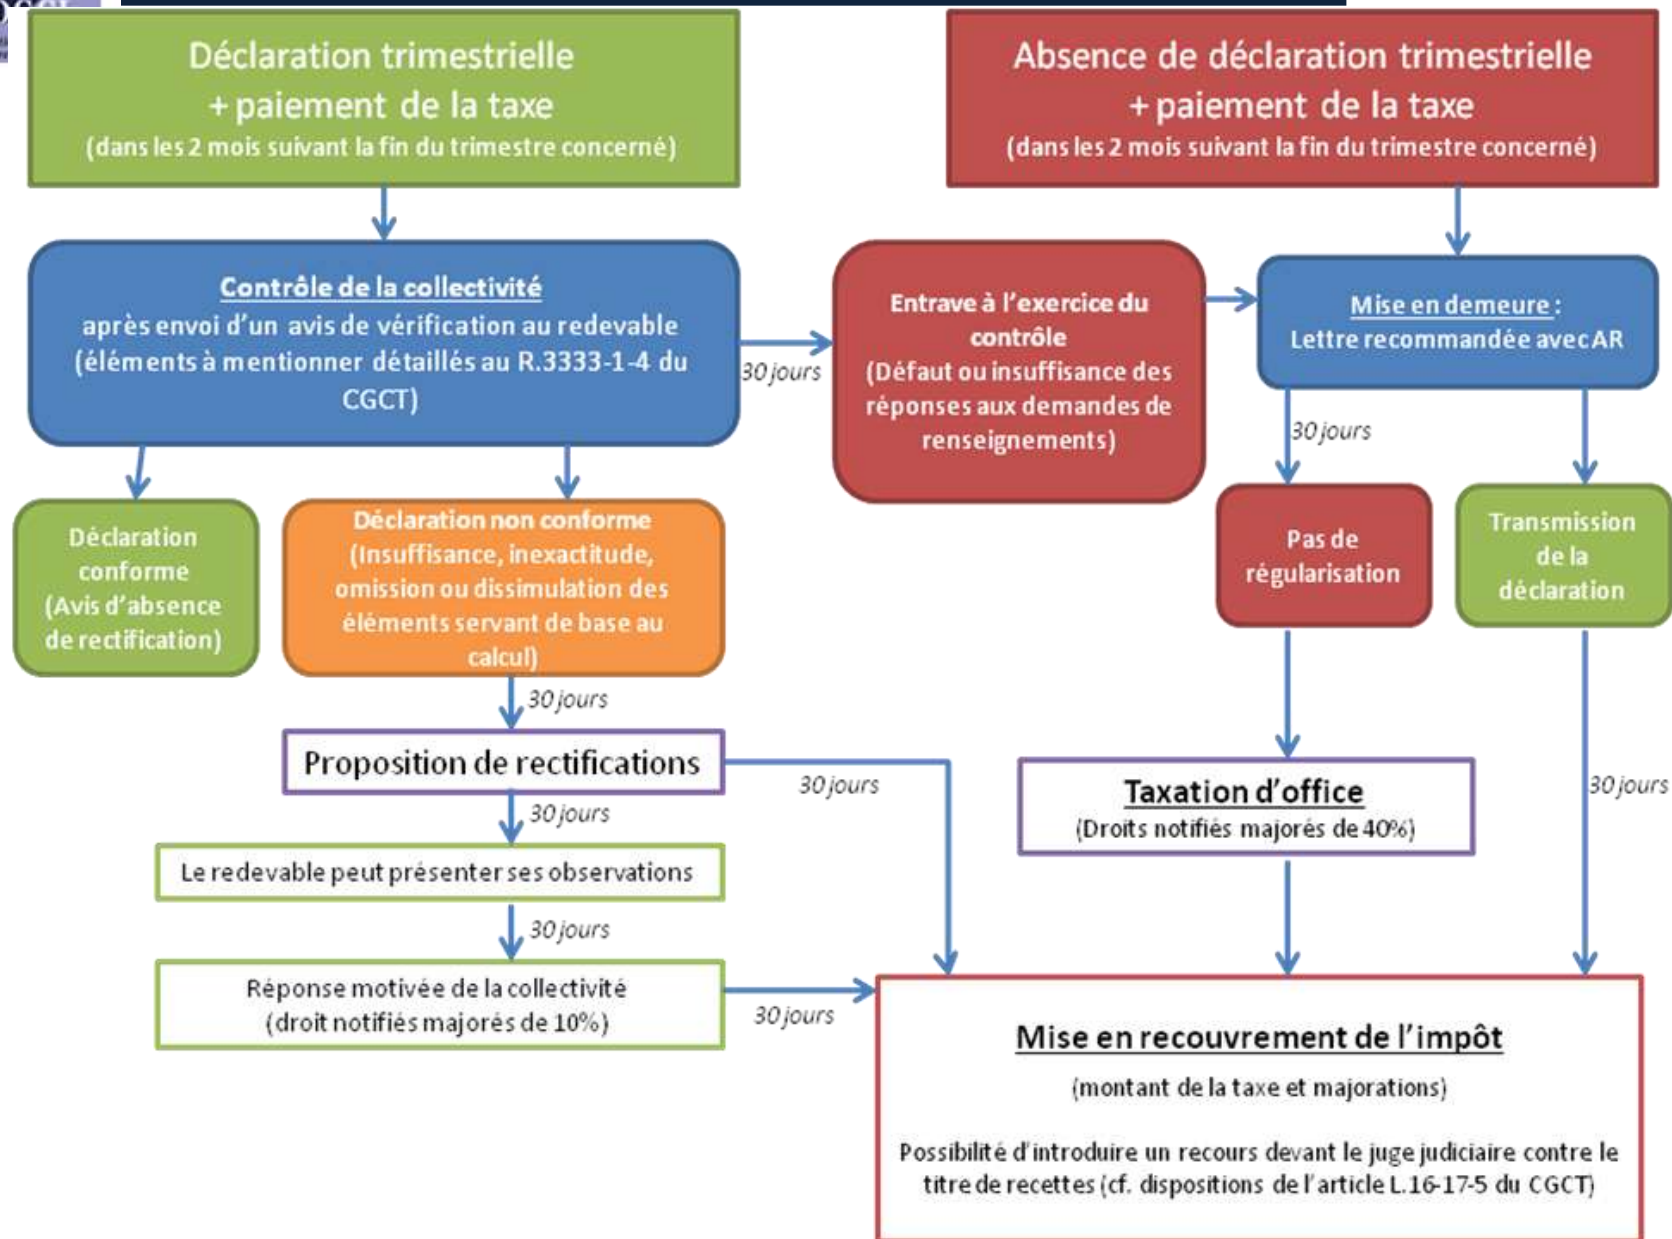 Déclaration trimestrielle
+ paiement de la taxe
(dans les 2 mois suivant la fin du trimestre concerné)
Absence de déclaration trimestrielle
+ paiement de la taxe
(dans les 2 mois suivant la fin du trimestre concerné)
Contrôle de la collectivité
après envoi d'un avis de vérification au redevable
(éléments à mentionner détaillés au R.3333-1-4 du
CGCT)
30 jours
Entrave à l'exercice du
contrôle
(Défaut ou insuffisance des
réponses aux demandes de
renseignements)
Mise en demeure :
Lettre recommandée avec AR
30 jours
Déclaration
conforme
(Avis d'absence
de rectification)
Déclaration non conforme
(Insuffisance, inexactitude,
omission ou dissimulation des
éléments servant de base au
calcul)
Pas de
régularisation
Transmission
de la
déclaration
30 jours
Proposition de rectifications
30 jours
30 jours
Le redevable peut présenter ses observations
30 jours
Réponse motivée de la collectivité
(droit notifiés majorés de 10%)
30 jours
Taxation d'office
(Droits notifiés majorés de 40%)
30 jours
Mise en recouvrement de l'impôt
(montant de la taxe et majorations)
Possibilité d'introduire un recours devant le juge judiciaire contre le
titre de recettes (cf. dispositions de l'article L.16-17-5 du CGCT)